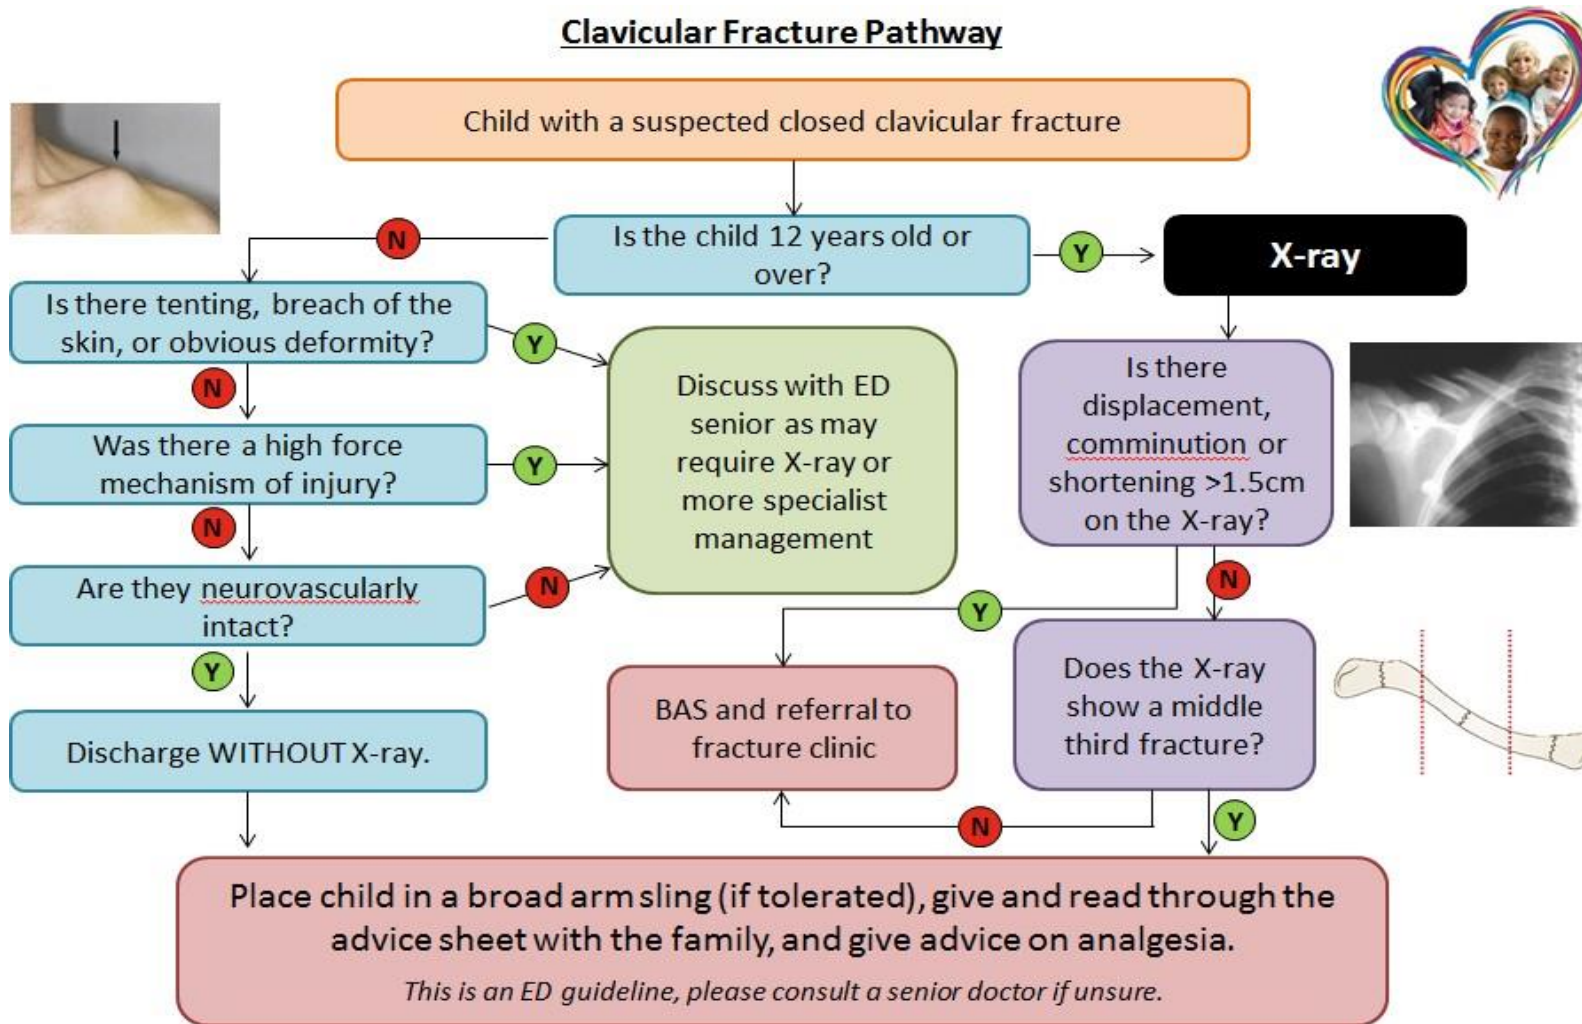 Clavicular Fracture Pathway
Child with a suspected closed clavicular fracture
Is the child 12 years old or
over?
N
Y
X-ray
Is there tenting, breach of the
skin, or obvious deformity?
Y
N
Discuss with ED
senior as may
require X-ray or
more specialist
management
Is there
displacement,
comminution or
shortening >1.5cm
on the X-ray?
Was there a high force
mechanism of injury?
Y
N
Are they neurovascularly
intact?
N
Y
N
Y
Does the X-ray
show a middle
third fracture?
BAS and referral to
fracture clinic
Discharge WITHOUT X-ray.
N
Y
Place child in a broad arm sling (if tolerated), give and read through the
advice sheet with the family, and give advice on analgesia.
This is an ED guideline, please consult a senior doctor if unsure.